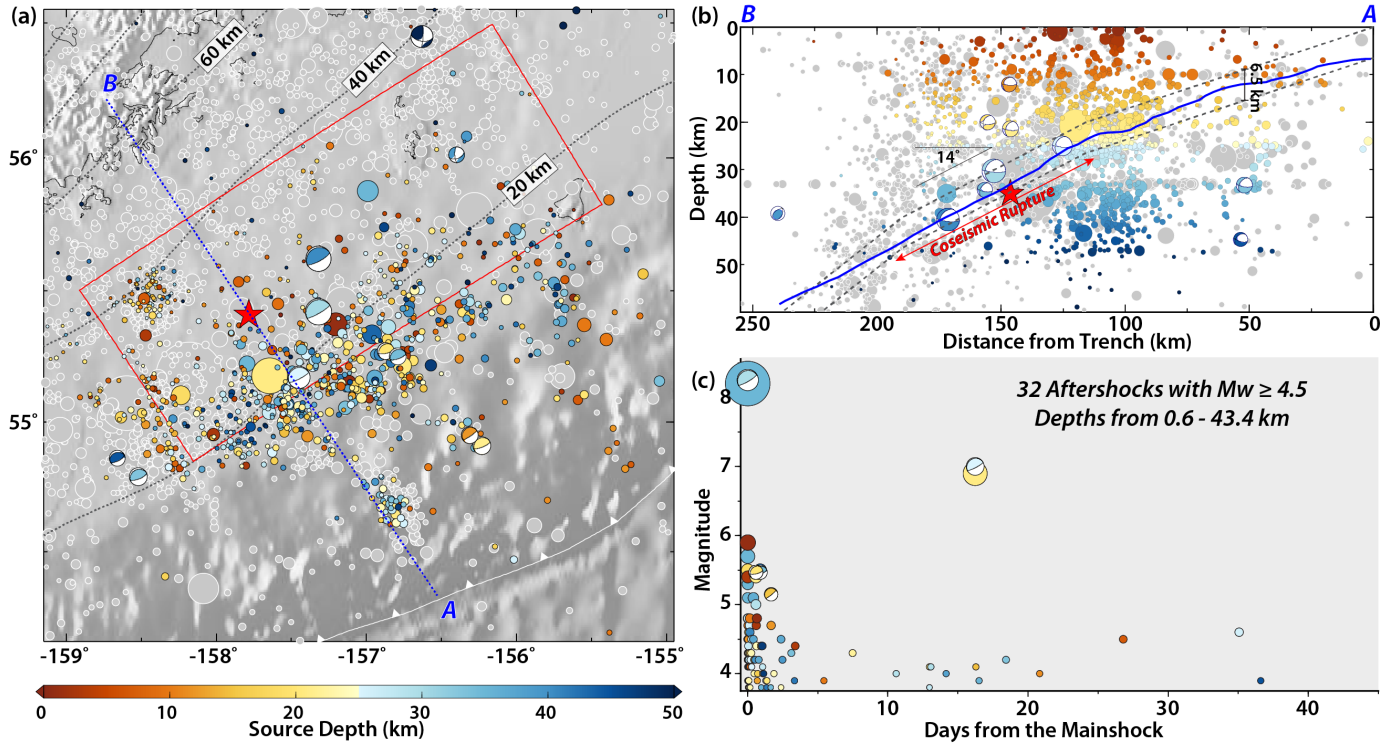 (a)
60 km
40 km
20 km
B
A
56°
55°
-159 -158 -157° -156° -155°
0 10 20 30 40 50
Source Depth (km)
(b)
B
A
0
10
20
30
40
50
Depth (km)
6.3 km
14°
Coseismic Rupture
250 200 150 100 50 0
Distance from Trench (km)
(c)
32 Aftershocks with Mw ≥ 4.5
Depths from 0.6 - 43.4 km
8
7
6
5
4
Magnitude
0 10 20 30 40
Days from the Mainshock